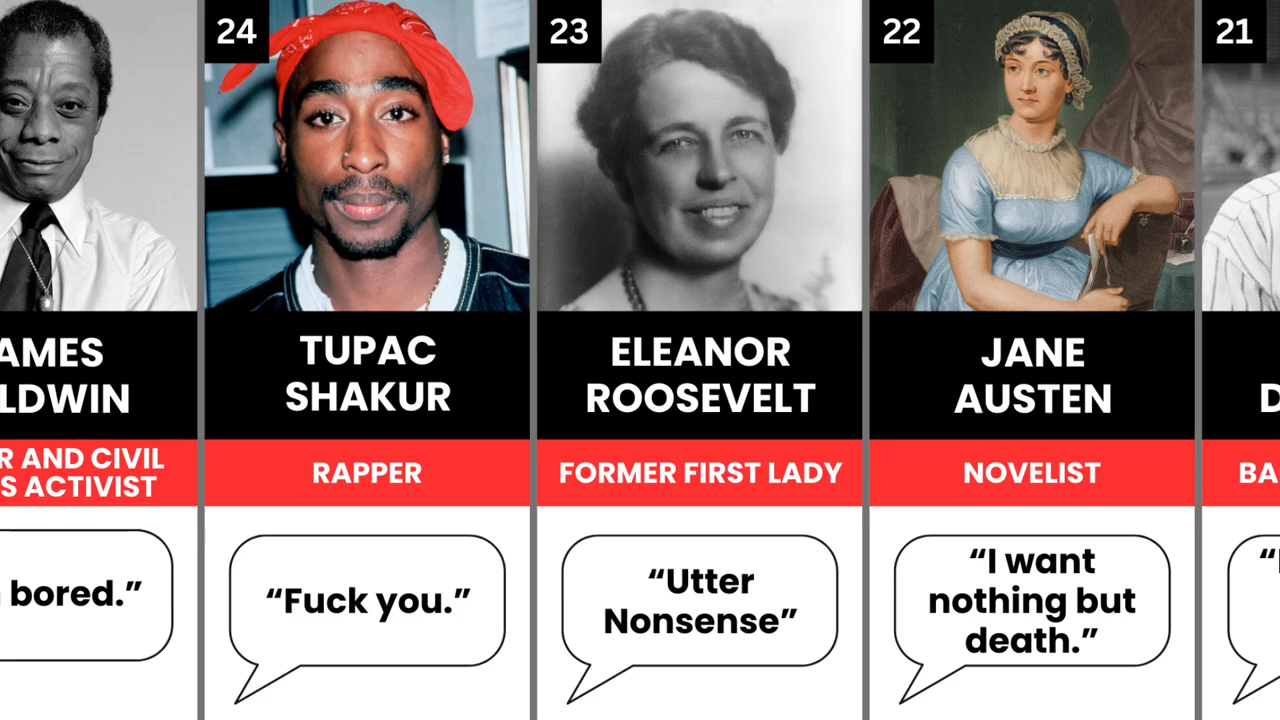 AMES
LDWIN
R AND CIVIL
S ACTIVIST
bored.”
24
TUPAC
SHAKUR
RAPPER
“Fuck you.”
23
ELEANOR
ROOSEVELT
FORMER FIRST LADY
“Utter
Nonsense”
22
JANE
AUSTEN
NOVELIST
“I want
nothing but
death.”
21
D
BA